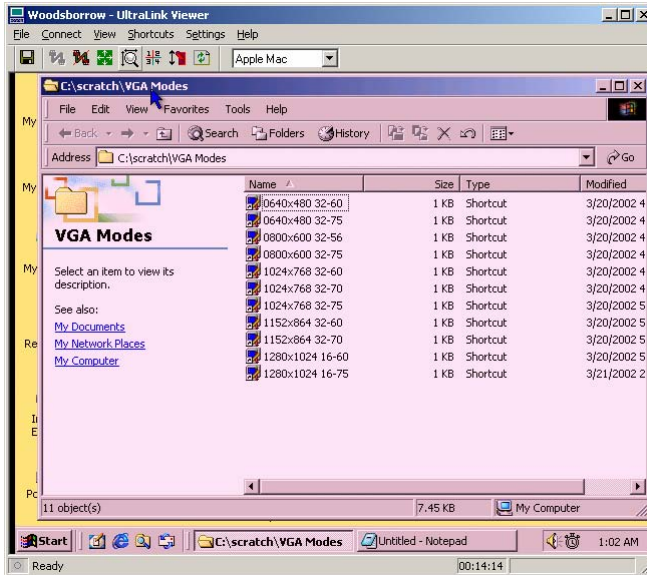 Woodsborrow - UltraLink Viewer
File Connect View Shortcuts Settings Help
Apple Mac
C:\scratch\VGA Modes
File Edit View Favorites Tools Help
Back Search Folders History
Address C:\scratch\VGA Modes Go
Name Size Type Modified
0640x480 32-60 1 KB Shortcut 3/20/2002 4
0640x480 32-75 1 KB Shortcut 3/20/2002 4
0800x600 32-56 1 KB Shortcut 3/20/2002 4
0800x600 32-75 1 KB Shortcut 3/20/2002 4
1024x768 32-60 1 KB Shortcut 3/20/2002 4
1024x768 32-70 1 KB Shortcut 3/20/2002 4
1024x768 32-75 1 KB Shortcut 3/20/2002 5
1152x864 32-60 1 KB Shortcut 3/20/2002 5
1152x864 32-70 1 KB Shortcut 3/20/2002 5
1280x1024 16-60 1 KB Shortcut 3/20/2002 5
1280x1024 16-75 1 KB Shortcut 3/21/2002 2
VGA Modes
Select an item to view its
description.
See also:
My Documents
My Network Places
My Computer
My
My
My
Re
11 object(s) 7.45 KB My Computer
Start C:\scratch\VGA Modes Untitled - Notepad 1:02 AM
Ready 00:14:14